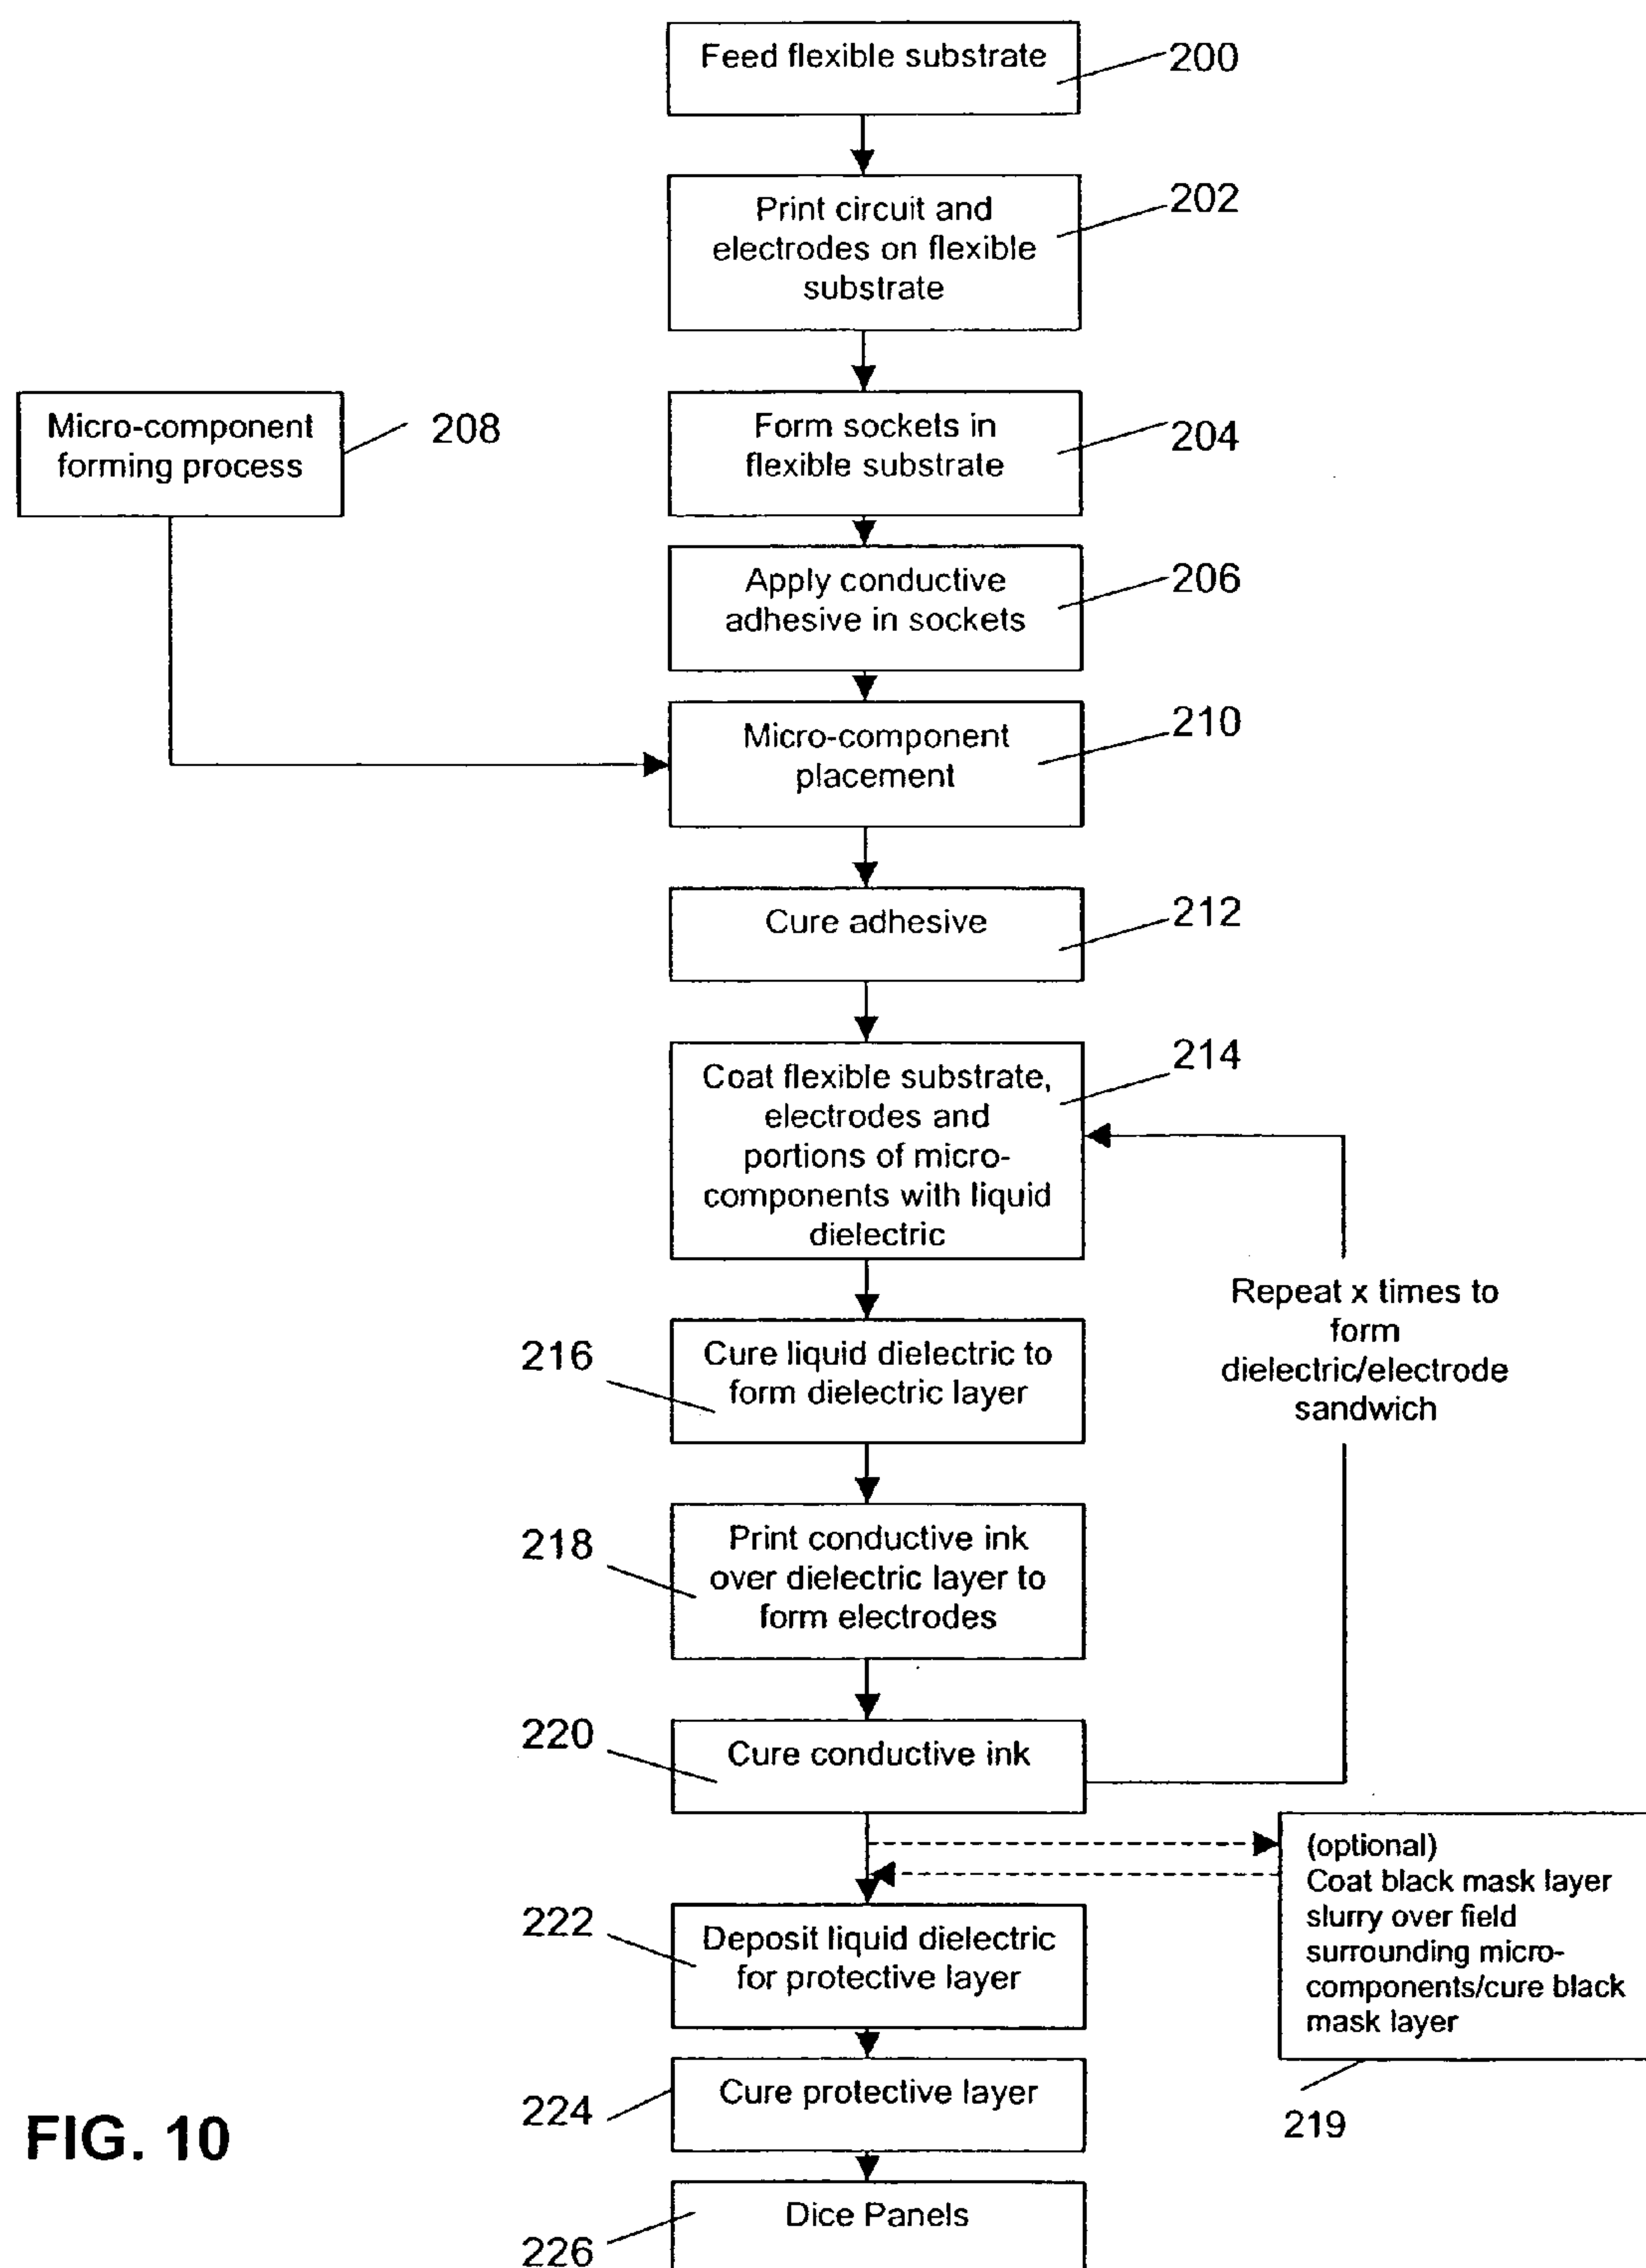 Feed flexible substrate
200
Print circuit and
electrodes on flexible
substrate
202
Form sockets in
flexible substrate
204
Micro-component
forming process
208
Apply conductive
adhesive in sockets
206
Micro-component
placement
210
Cure adhesive
212
Coat flexible substrate,
electrodes and
portions of micro-
components with liquid
dielectric
214
Repeat x times to
form
dielectric/electrode
sandwich
216
Cure liquid dielectric to
form dielectric layer
218
Print conductive ink
over dielectric layer to
form electrodes
220
Cure conductive ink
(optional)
Coat black mask layer
slurry over field
surrounding micro-
components/cure black
mask layer
219
222
Deposit liquid dielectric
for protective layer
224
Cure protective layer
226
Dice Panels
FIG. 10